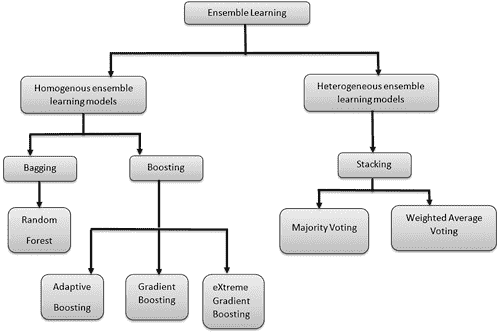 Ensemble Learning
Homogenous ensemble
learning models
Heterogeneous ensemble
learning models
Bagging
Boosting
Stacking
Random
Forest
Majority Voting
Weighted Average
Voting
Adaptive
Boosting
Gradient
Boosting
eXtreme
Gradient
Boosting